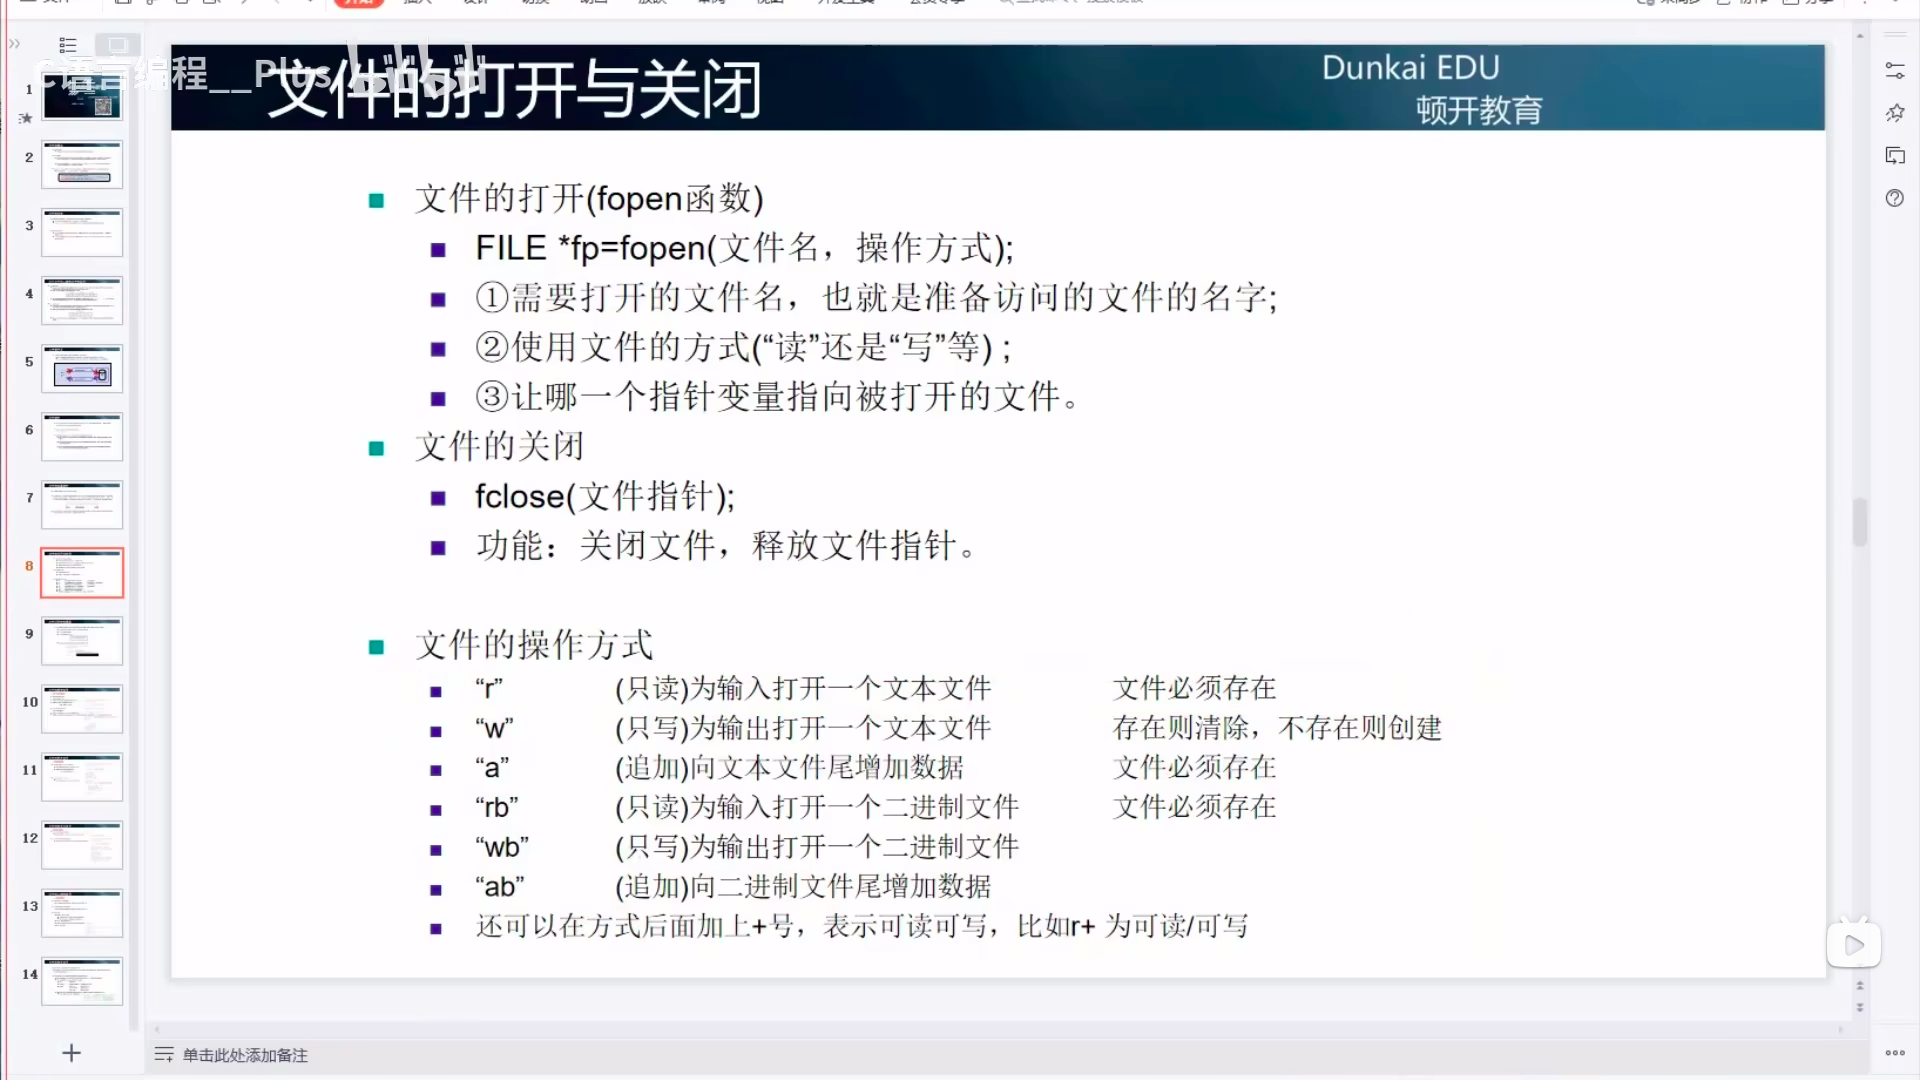 C语言编程__Plus
文件的打开与关闭
Dunkai EDU
顿开教育
文件的打开(fopen函数)
FILE *fp=fopen(文件名，操作方式);
①需要打开的文件名，也就是准备访问的文件的名字;
②使用文件的方式(“读”还是“写”等) ;
③让哪一个指针变量指向被打开的文件。
文件的关闭
fclose(文件指针);
功能：关闭文件，释放文件指针。
文件的操作方式
“r” (只读)为输入打开一个文本文件 文件必须存在
“w” (只写)为输出打开一个文本文件 存在则清除，不存在则创建
“a” (追加)向文本文件尾增加数据 文件必须存在
“rb” (只读)为输入打开一个二进制文件 文件必须存在
“wb” (只写)为输出打开一个二进制文件
“ab” (追加)向二进制文件尾增加数据
还可以在方式后面加上+号，表示可读可写，比如r+ 为可读/可写
1
2
3
4
5
6
7
8
9
10
11
12
13
14
单击此处添加备注